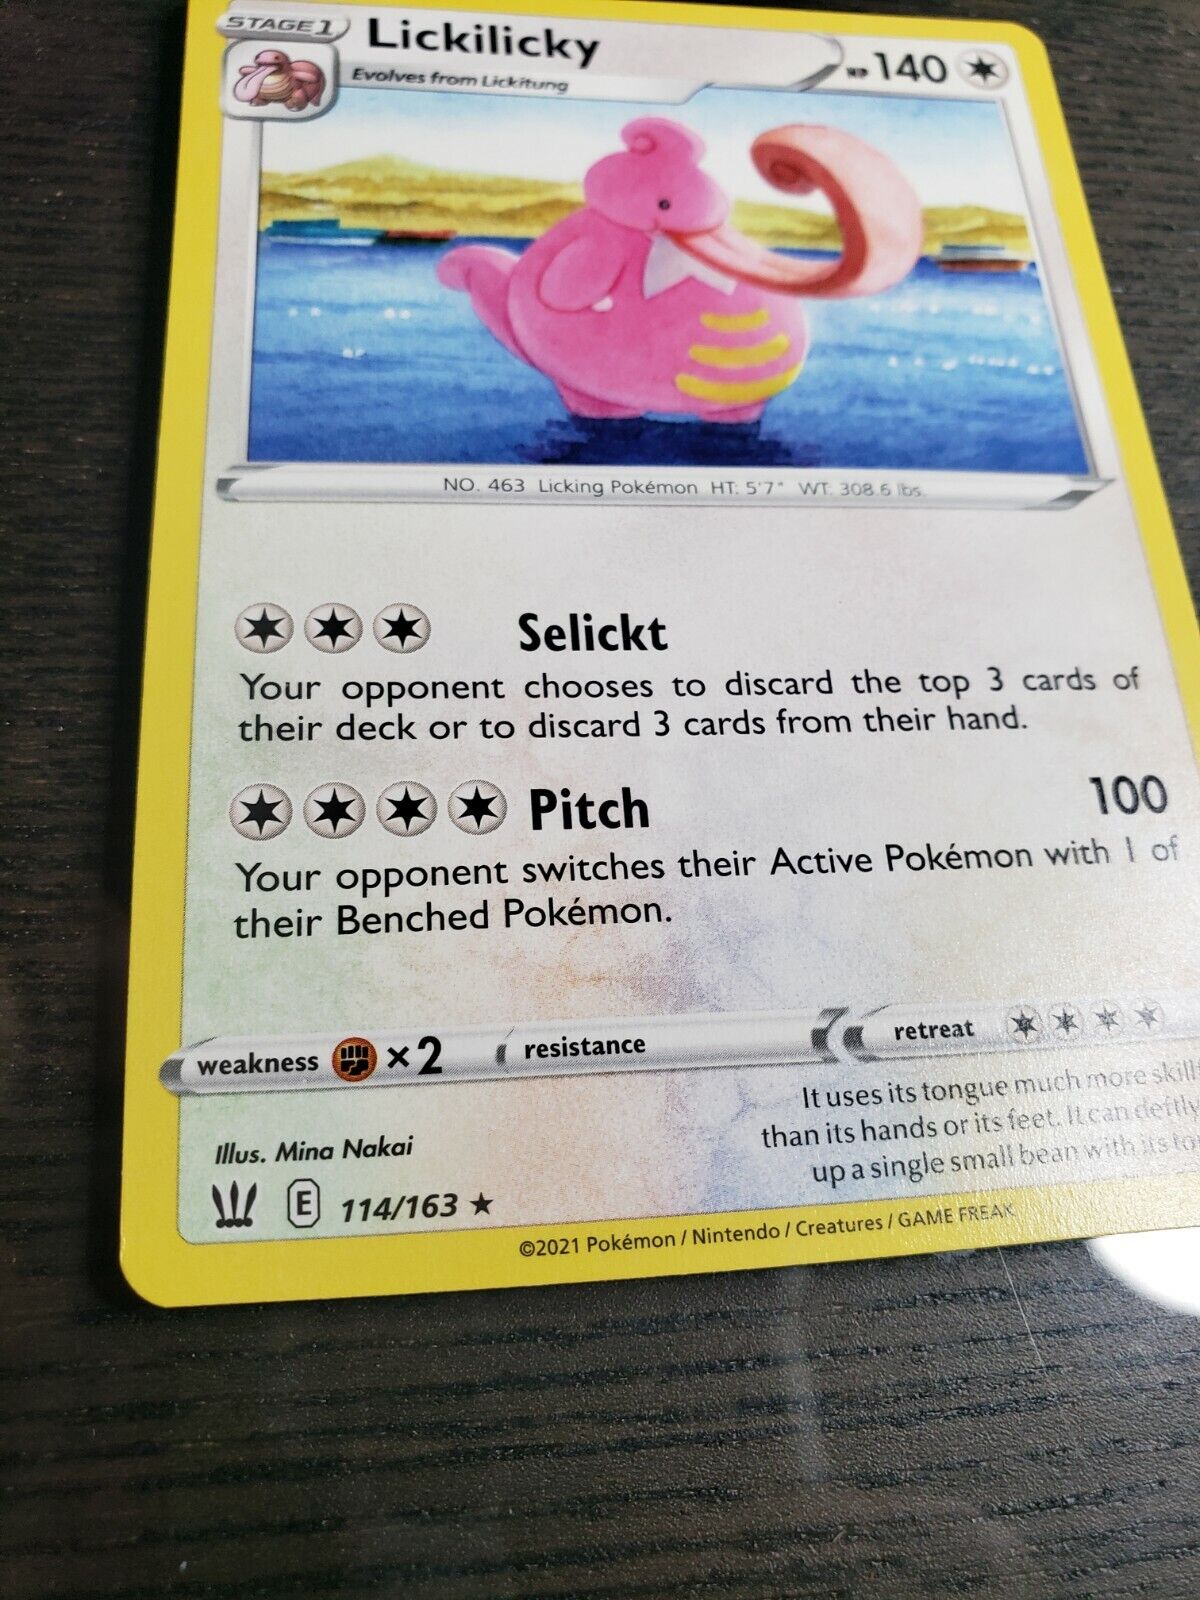 STAGE 1
Lickilicky
HP 140
Evolves from Lickitung
NO. 463 Licking Pokémon HT: 5'7" WT: 308.6 lbs.
Selickt
Your opponent chooses to discard the top 3 cards of
their deck or to discard 3 cards from their hand.
Pitch 100
Your opponent switches their Active Pokémon with 1 of
their Benched Pokémon.
weakness ×2 resistance retreat
It uses its tongue much more
than its hands or its feet. It can deftly
up a single small bean with its
Illus. Mina Nakai
E 114/163 ★
©2021 Pokémon / Nintendo / Creatures / GAME FREAK